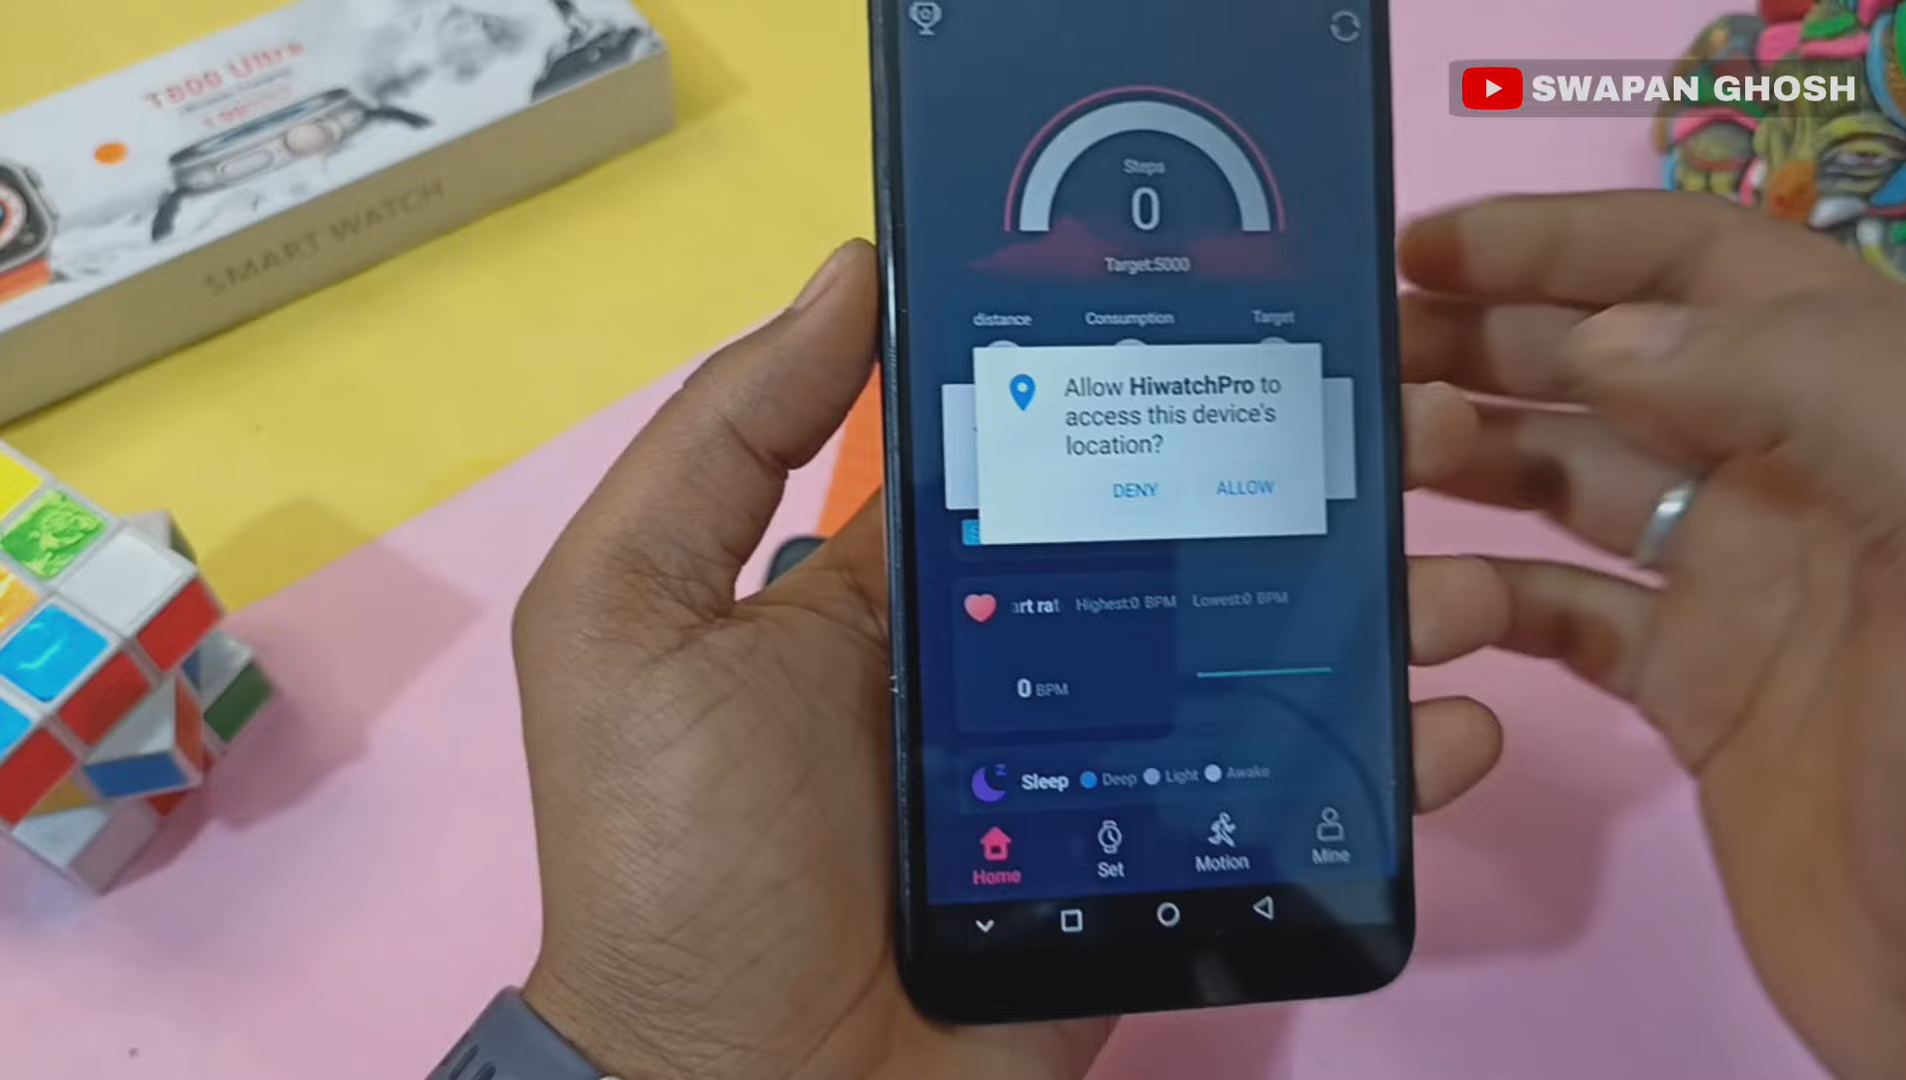 T800 Ultra
SMART WATCH
SWAPAN GHOSH
Steps
0
Target:5000
distance Consumption Target
Allow HiwatchPro to
access this device's
location?
DENY ALLOW
art rat Highest:0 BPM Lowest:0 BPM
0 BPM
Sleep Deep Light Awake
Home Set Motion Mine